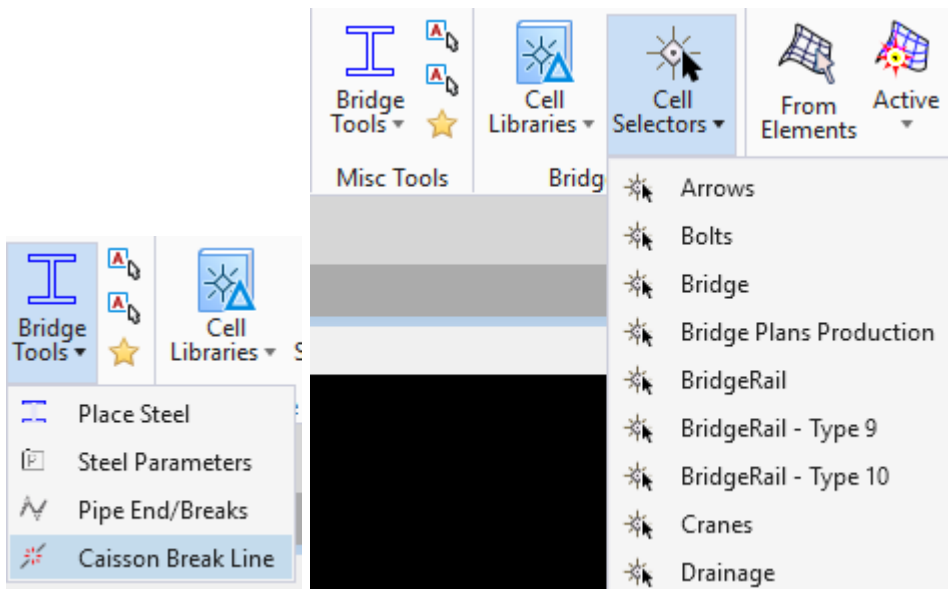 Bridge
Tools
Cell
Libraries
Place Steel
Steel Parameters
Pipe End/Breaks
Caisson Break Line
Bridge
Tools
Misc Tools
Cell
Libraries
Bridg
Cell
Selectors
From
Elements
Active
Arrows
Bolts
Bridge
Bridge Plans Production
BridgeRail
BridgeRail - Type 9
BridgeRail - Type 10
Cranes
Drainage